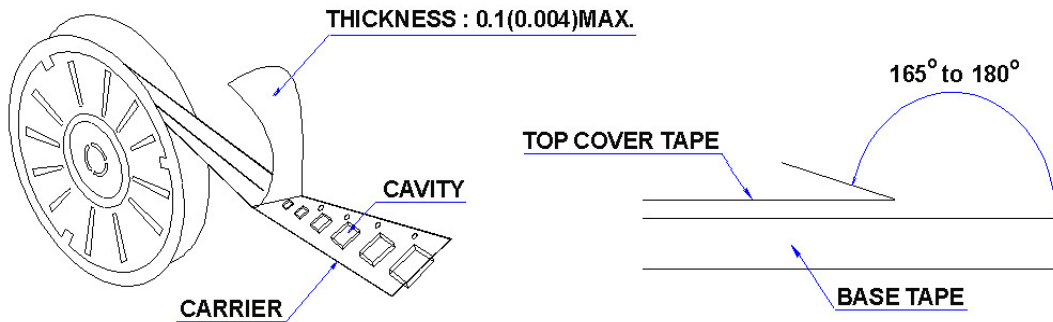 THICKNESS : 0.1(0.004)MAX.
CAVITY
CARRIER
165° to 180°
TOP COVER TAPE
BASE TAPE